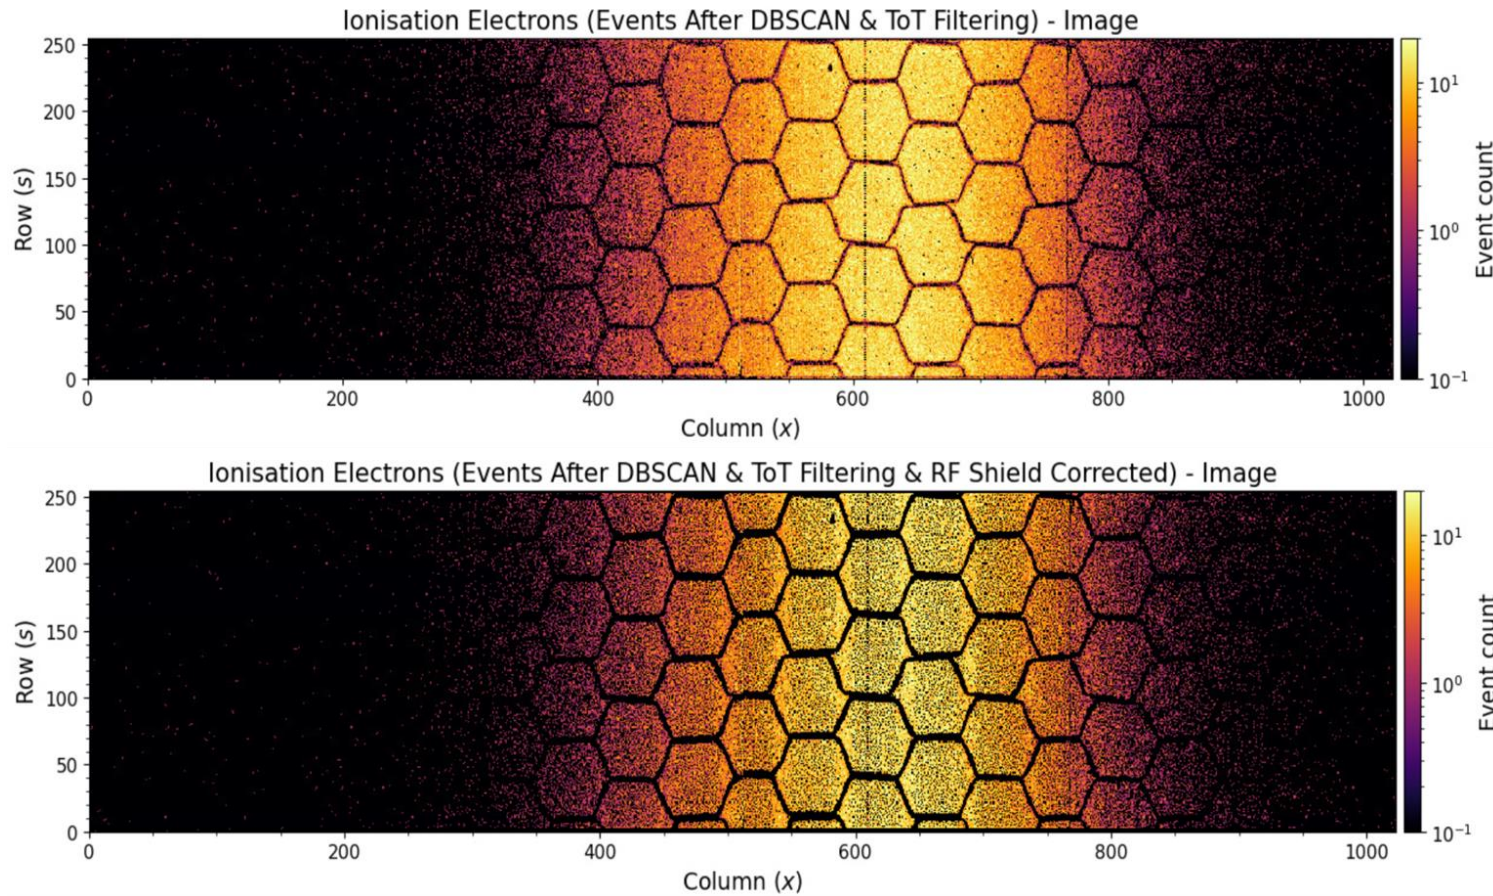 Ionisation Electrons (Events After DBSCAN & ToT Filtering) - Image
250
200
150
100
50
0
Row (s)
0 200 400 600 800 1000
Column (x)
10¹
10⁰
10⁻¹
Event count
Ionisation Electrons (Events After DBSCAN & ToT Filtering & RF Shield Corrected) - Image
250
200
150
100
50
0
Row (s)
0 200 400 600 800 1000
Column (x)
10¹
10⁰
10⁻¹
Event count